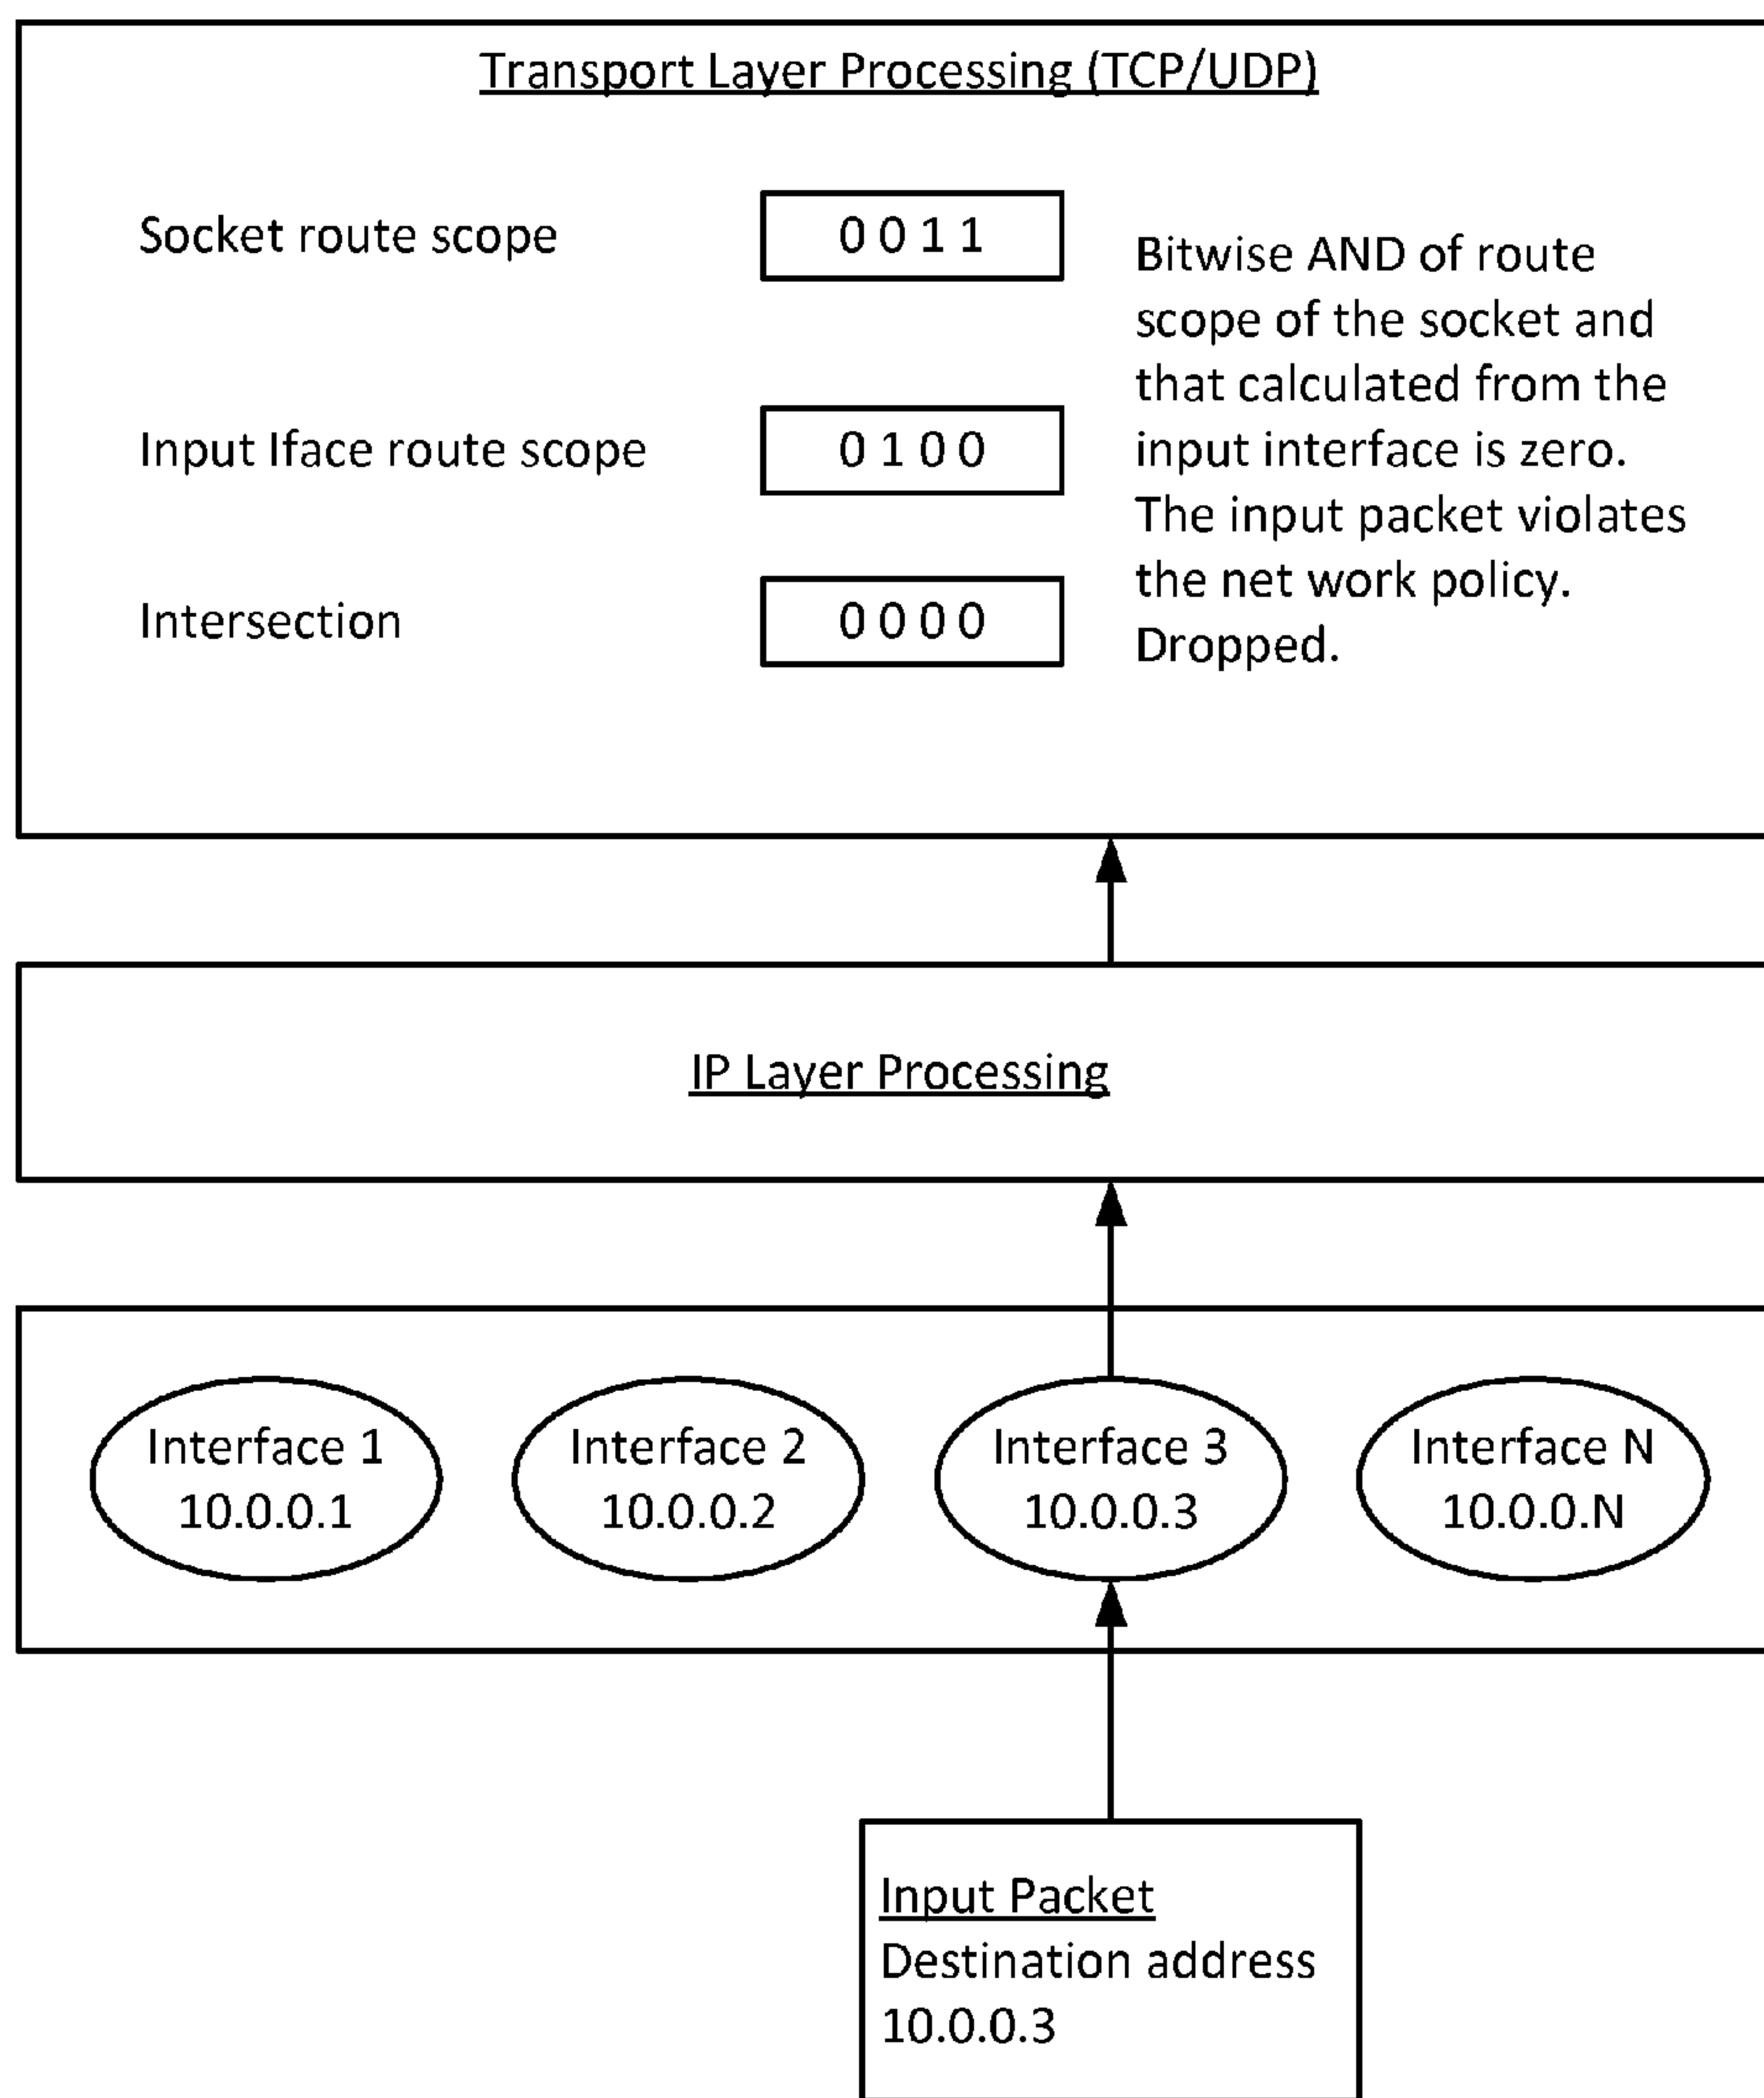 Transport Layer Processing (TCP/UDP)
Socket route scope
0 0 1 1
Input Iface route scope
0 1 0 0
Intersection
0 0 0 0
Bitwise AND of route
scope of the socket and
that calculated from the
input interface is zero.
The input packet violates
the net work policy.
Dropped.
IP Layer Processing
Interface 1
10.0.0.1
Interface 2
10.0.0.2
Interface 3
10.0.0.3
Interface N
10.0.0.N
Input Packet
Destination address
10.0.0.3